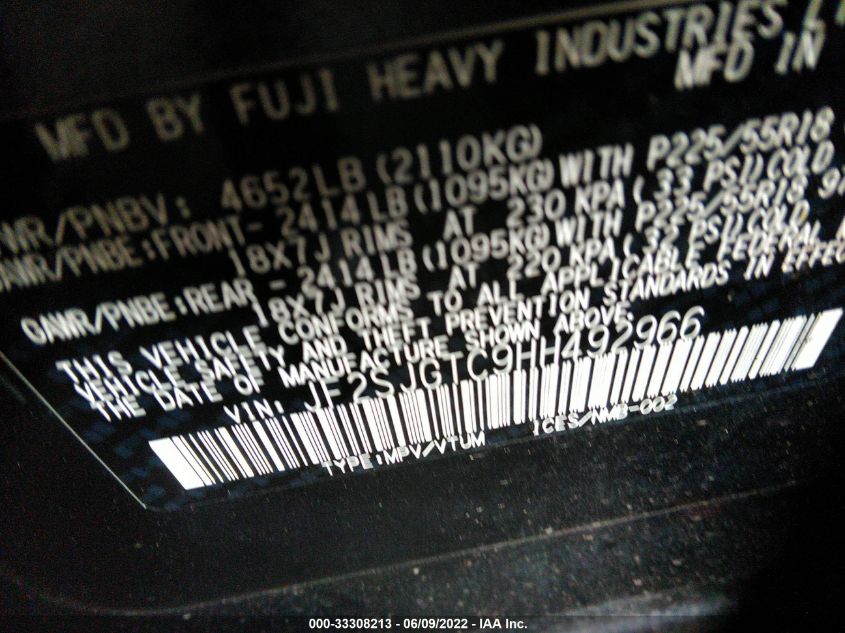 MFD BY FUJI HEAVY INDUSTRIES
MFD IN
GVWR/PNBV: 4652LB (2110KG)
GAWR/PNBE:FRONT- 2414LB(1095KG)WITH P225/55R18
18X7J RIMS AT 230 KPA( 33 PSI)COLD
GAWR/PNBE:REAR - 2414LB(1095KG)WITH P225/55R18
18X7J RIMS AT 220 KPA( 32 PSI)COLD
THIS VEHICLE CONFORMS TO ALL APPLICABLE FEDERAL
VEHICLE SAFETY AND THEFT PREVENTION STANDARDS IN EFFEC
THE DATE OF MANUFACTURE SHOWN ABOVE.
VIN: JF2SJGTC9HH492966
TYPE:MPV/VTUM ICES/NMB-002
000-33308213 - 06/09/2022 - IAA Inc.